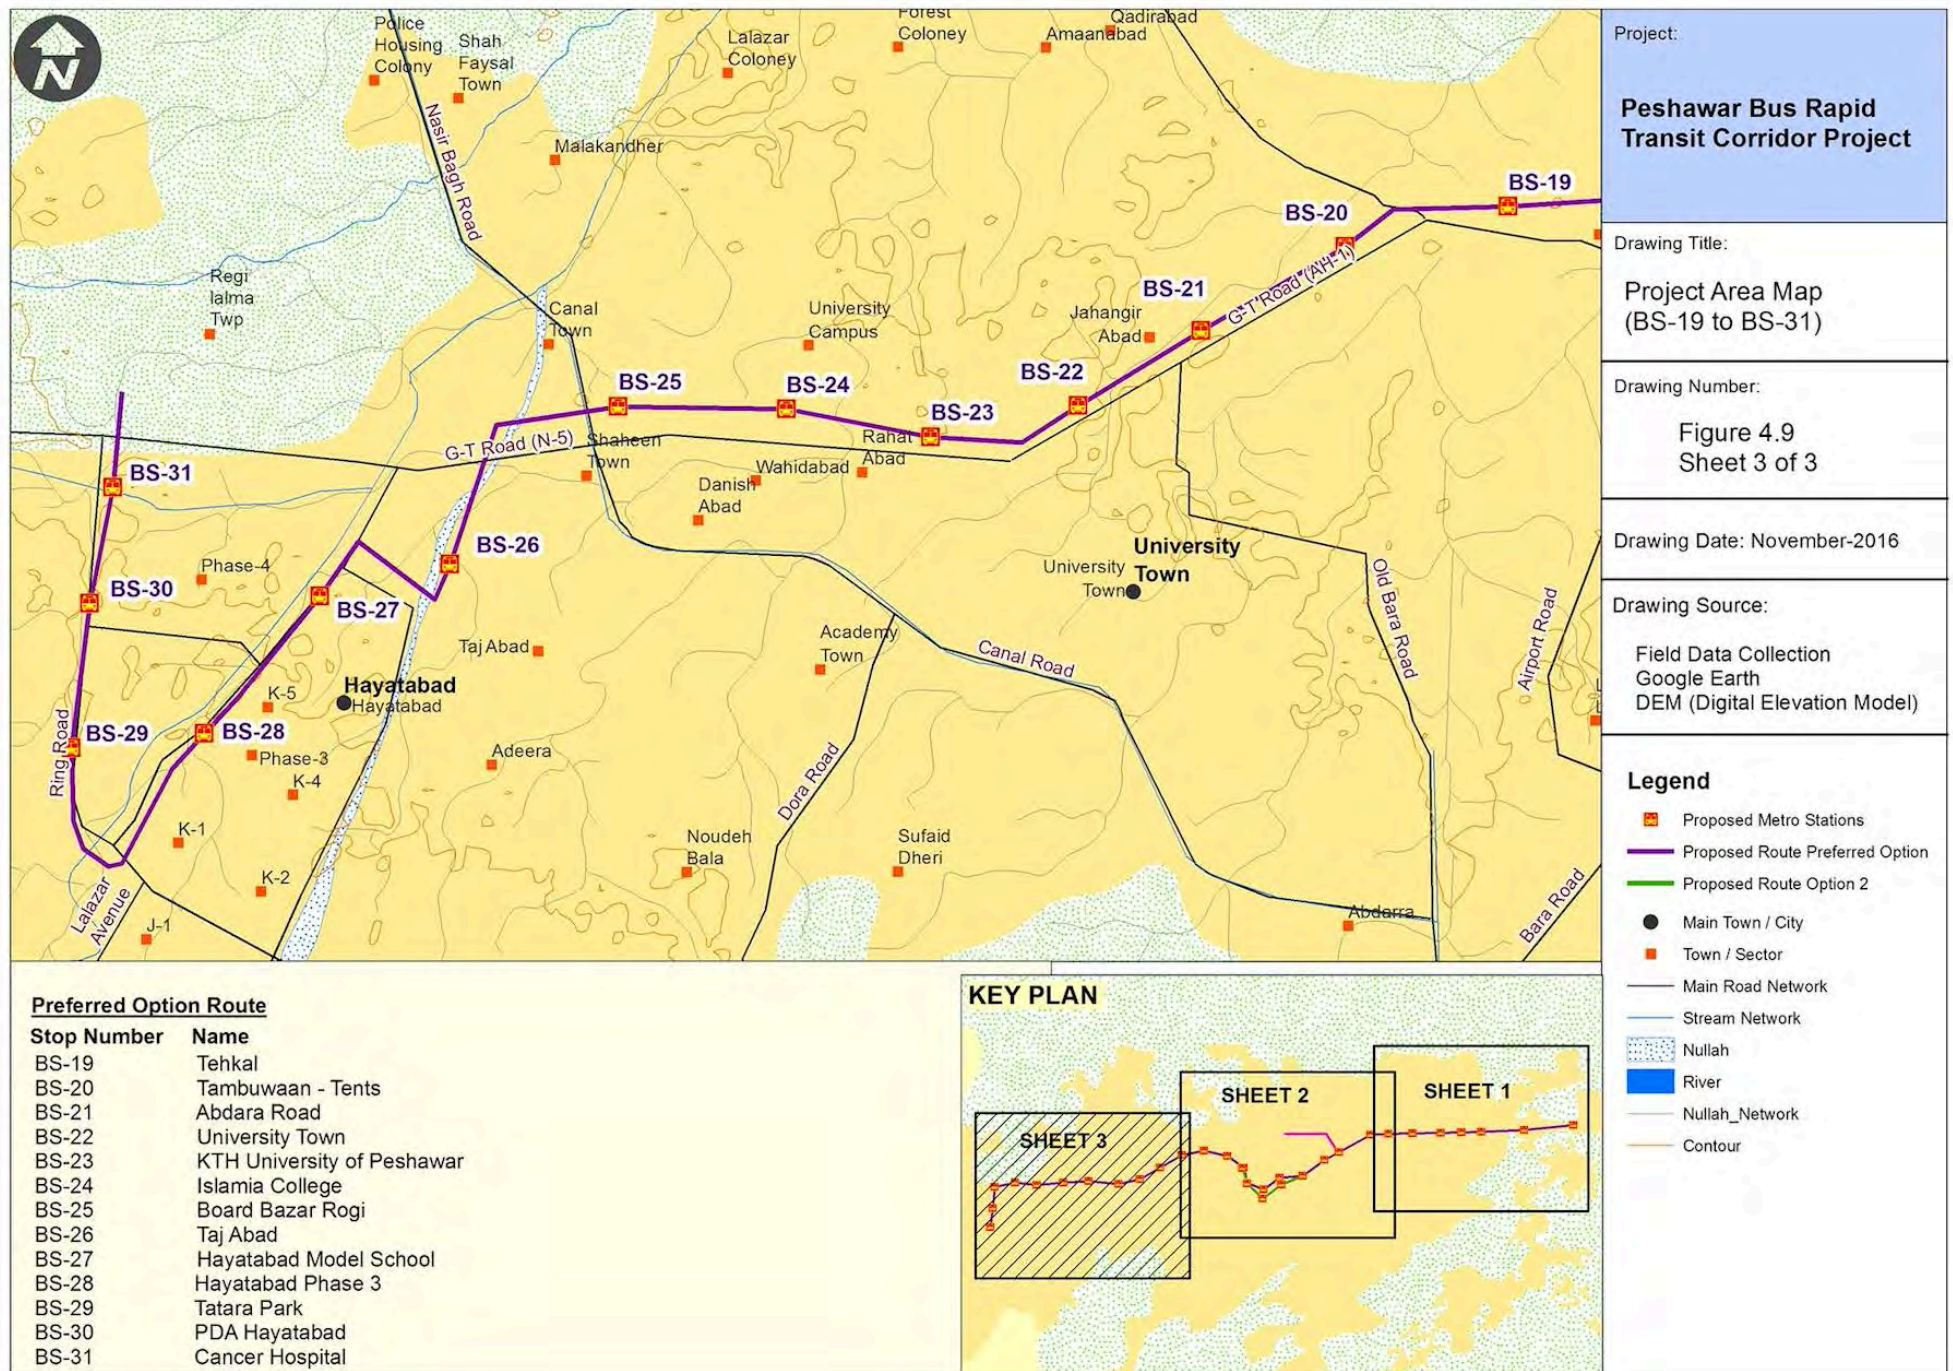 N
Police
Housing
Colony
Shah
Faysal
Town
Lalazar
Coloney
Forest
Coloney
Qadirabad
Amaanabad
Malakandher
Nasir Bagh Road
BS-19
BS-20
BS-21
G-T Road (AH-1)
Regi
lalma
Twp
Canal
Town
University
Campus
Jahangir
Abad
BS-22
BS-23
BS-24
BS-25
G-T Road (N-5)
Shaheen
Town
Rahat
Abad
Wahidabad
Danish
Abad
BS-31
BS-26
BS-30
BS-27
Phase-4
University
Town
University
Town
Old Bara Road
Airport Road
Taj Abad
Academy
Town
Canal Road
Hayatabad
Hayatabad
K-5
BS-29
BS-28
Ring Road
Phase-3
K-4
Adeera
Dora Road
K-1
K-2
Noudeh
Bala
Sufaid
Dheri
Lalazar
Avenue
J-1
Abdarra
Bara Road
Project:
Peshawar Bus Rapid
Transit Corridor Project
Drawing Title:
Project Area Map
(BS-19 to BS-31)
Drawing Number:
Figure 4.9
Sheet 3 of 3
Drawing Date: November-2016
Drawing Source:
Field Data Collection
Google Earth
DEM (Digital Elevation Model)
Legend
Proposed Metro Stations
Proposed Route Preferred Option
Proposed Route Option 2
Main Town / City
Town / Sector
Main Road Network
Stream Network
Nullah
River
Nullah_Network
Contour
Preferred Option Route
Stop Number Name
BS-19 Tehkal
BS-20 Tambuwaan - Tents
BS-21 Abdara Road
BS-22 University Town
BS-23 KTH University of Peshawar
BS-24 Islamia College
BS-25 Board Bazar Rogi
BS-26 Taj Abad
BS-27 Hayatabad Model School
BS-28 Hayatabad Phase 3
BS-29 Tatara Park
BS-30 PDA Hayatabad
BS-31 Cancer Hospital
KEY PLAN
SHEET 1
SHEET 2
SHEET 3